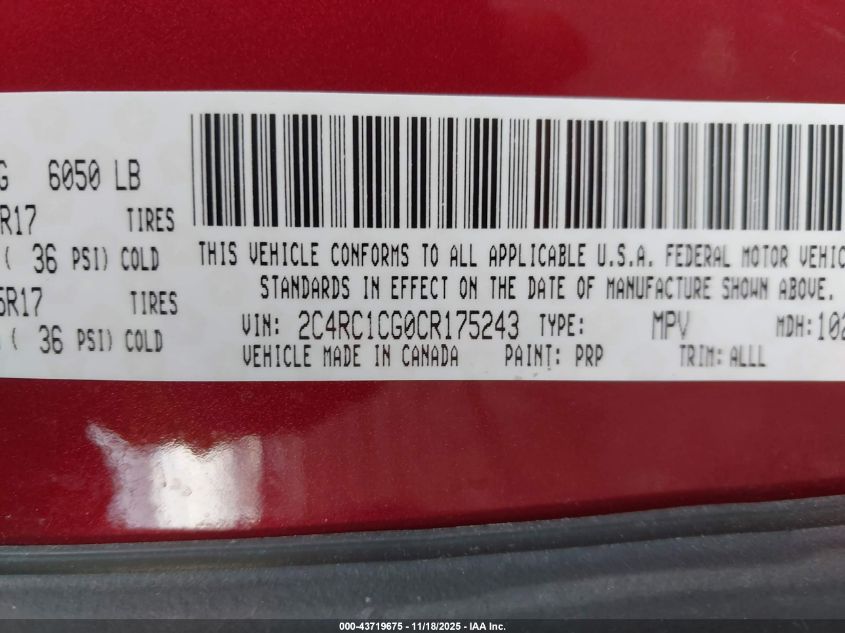 G 6050 LB
R17 TIRES
( 36 PSI) COLD
5R17 TIRES
( 36 PSI) COLD
THIS VEHICLE CONFORMS TO ALL APPLICABLE U.S.A. FEDERAL MOTOR VEHIC
STANDARDS IN EFFECT ON THE DATE OF MANUFACTURE SHOWN ABOVE.
VIN: 2C4RC1CG0CR175243 TYPE: MPV MDH: 102
VEHICLE MADE IN CANADA PAINT: PRP TRIM: ALLL
000-43719675 - 11/18/2025 - IAA Inc.